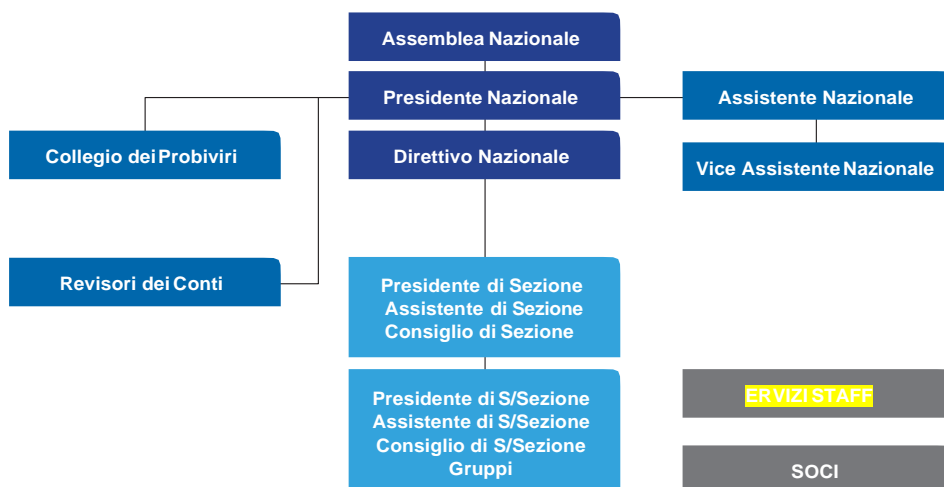 Assemblea Nazionale
Presidente Nazionale
Assistente Nazionale
Collegio dei Probiviri
Direttivo Nazionale
Vice Assistente Nazionale
Revisori dei Conti
Presidente di Sezione
Assistente di Sezione
Consiglio di Sezione
Presidente di S/Sezione
Assistente di S/Sezione
Consiglio di S/Sezione
Gruppi
ERVIZI STAFF
SOCI